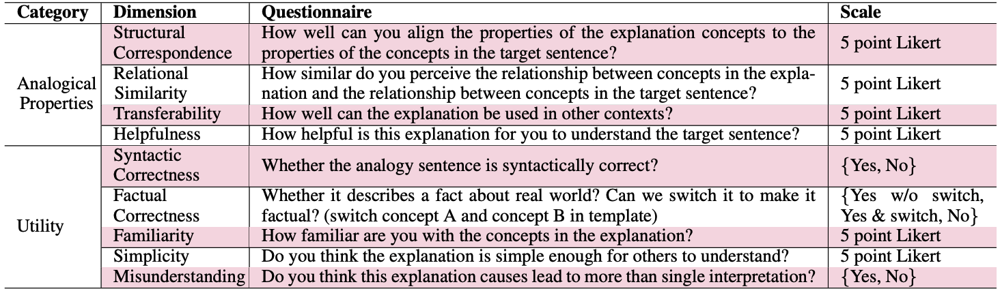 Category Dimension Questionnaire Scale
Analogical Properties
Structural Correspondence
How well can you align the properties of the explanation concepts to the
properties of the concepts in the target sentence?
5 point Likert
Relational Similarity
How similar do you perceive the relationship between concepts in the expla-
nation and the relationship between concepts in the target sentence?
5 point Likert
Transferability How well can the explanation be used in other contexts? 5 point Likert
Helpfulness How helpful is this explanation for you to understand the target sentence? 5 point Likert
Utility
Syntactic Correctness
Whether the analogy sentence is syntactically correct?
{Yes, No}
Factual Correctness
Whether it describes a fact about real world? Can we switch it to make it
factual? (switch concept A and concept B in template)
{Yes w/o switch,
Yes & switch, No}
Familiarity How familiar are you with the concepts in the explanation? 5 point Likert
Simplicity Do you think the explanation is simple enough for others to understand? 5 point Likert
Misunderstanding Do you think this explanation causes lead to more than single interpretation? {Yes, No}